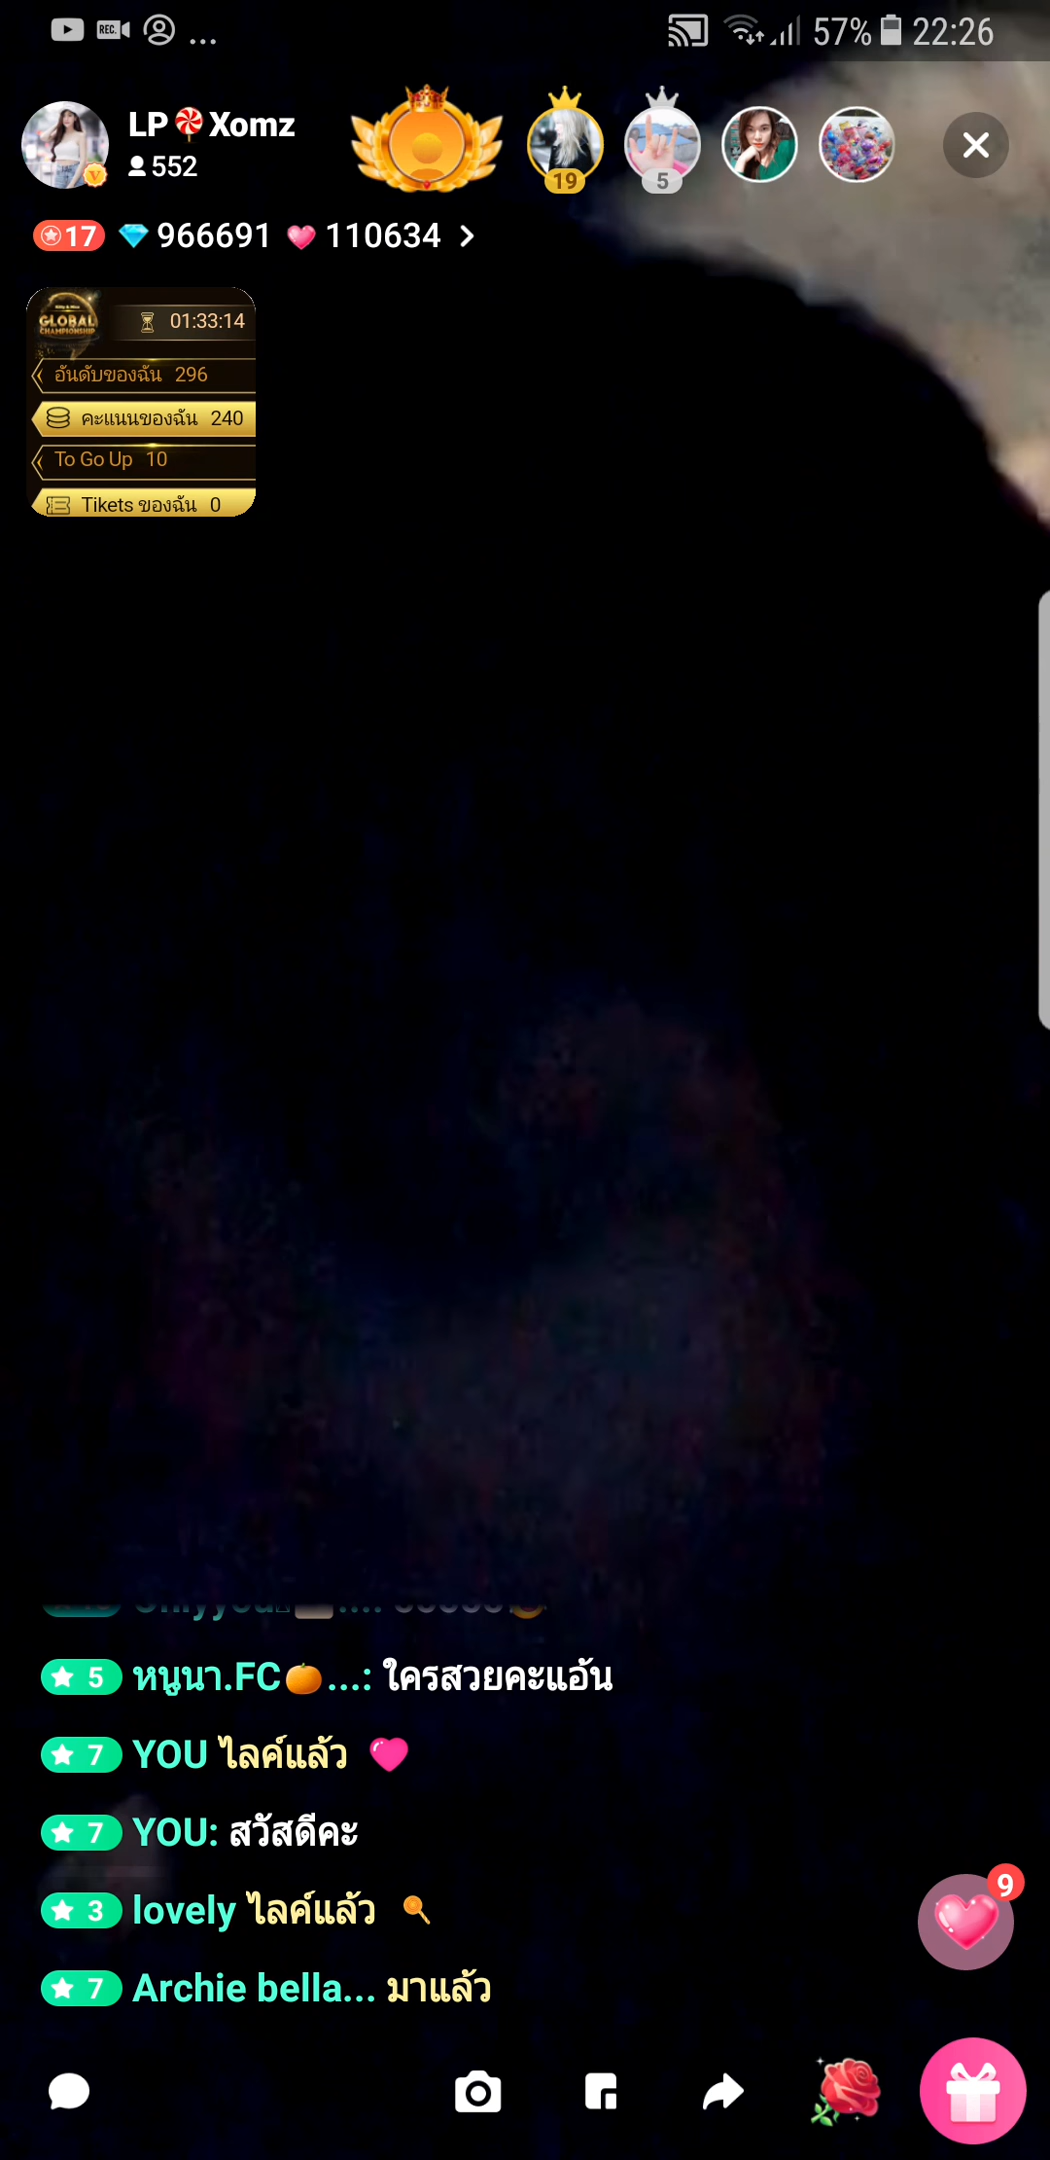 REC. ... 57% 22:26
LP🍭Xomz
552
19 5
17 966691 110634
GLOBAL
CHAMPIONSHIP
01:33:14
อันดับของฉัน 296
คะแนนของฉัน 240
To Go Up 10
Tikets ของฉัน 0
5 หนูนา.FC🍊...: ใครสวยคะแอ้น
7 YOU ไลค์แล้ว
7 YOU: สวัสดีคะ
3 lovely ไลค์แล้ว
7 Archie bella... มาแล้ว
9